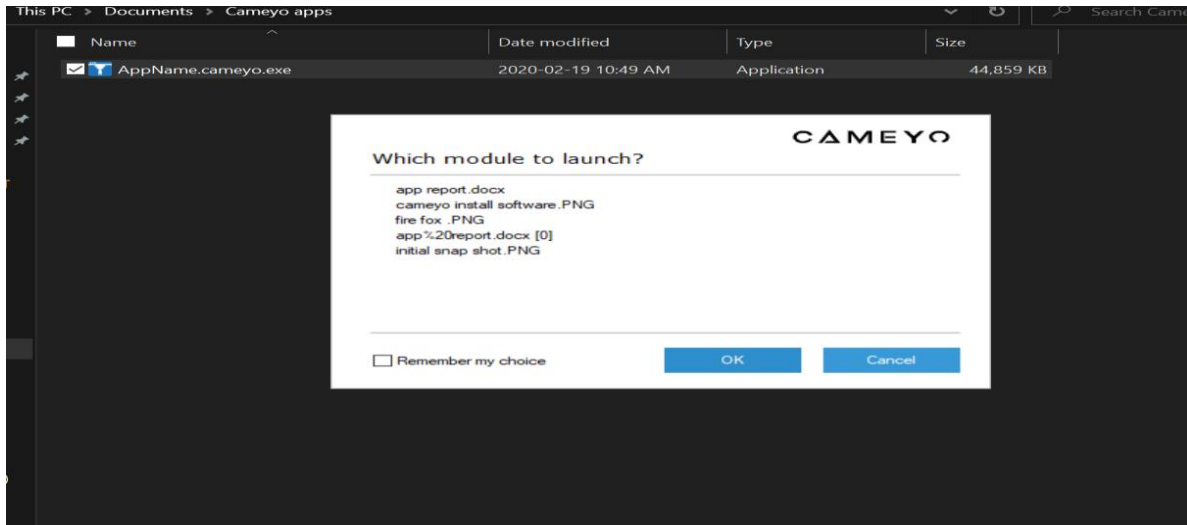 This PC > Documents > Cameyo apps
Search Came
Name Date modified Type Size
AppName.cameyo.exe 2020-02-19 10:49 AM Application 44,859 KB
CAMEYO
Which module to launch?
app report.docx
cameyo install software.PNG
fire fox .PNG
app%20report.docx [0]
initial snap shot.PNG
Remember my choice OK Cancel